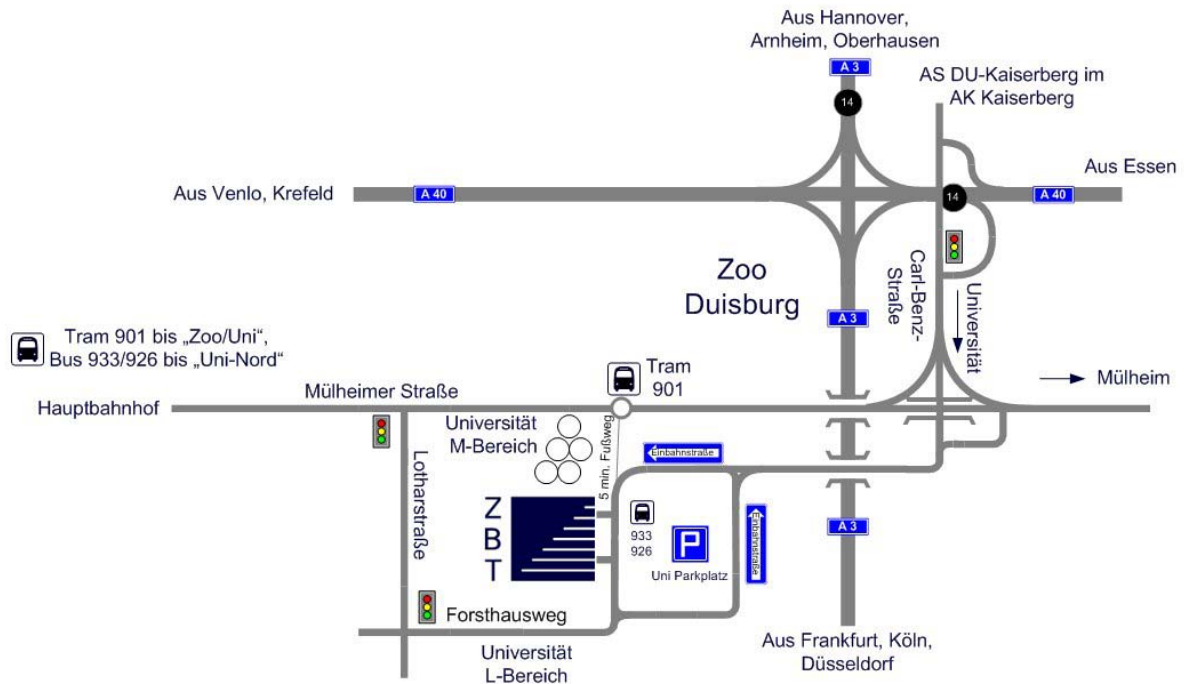 Aus Hannover,
Arnheim, Oberhausen
A 3
14
AS DU-Kaiserberg im
AK Kaiserberg
Aus Venlo, Krefeld
A 40
14
A 40
Aus Essen
Zoo
Duisburg
Carl-Benz-
Straße
Universität
A 3
Tram 901 bis „Zoo/Uni“,
Bus 933/926 bis „Uni-Nord“
Tram
901
Mülheim
Mülheimer Straße
Hauptbahnhof
Universität
M-Bereich
5 min. Fußweg
Einbahnstraße
Lotharstraße
Z
B
T
933
926
P
Uni Parkplatz
Einbahnstraße
A 3
Forsthausweg
Universität
L-Bereich
Aus Frankfurt, Köln,
Düsseldorf